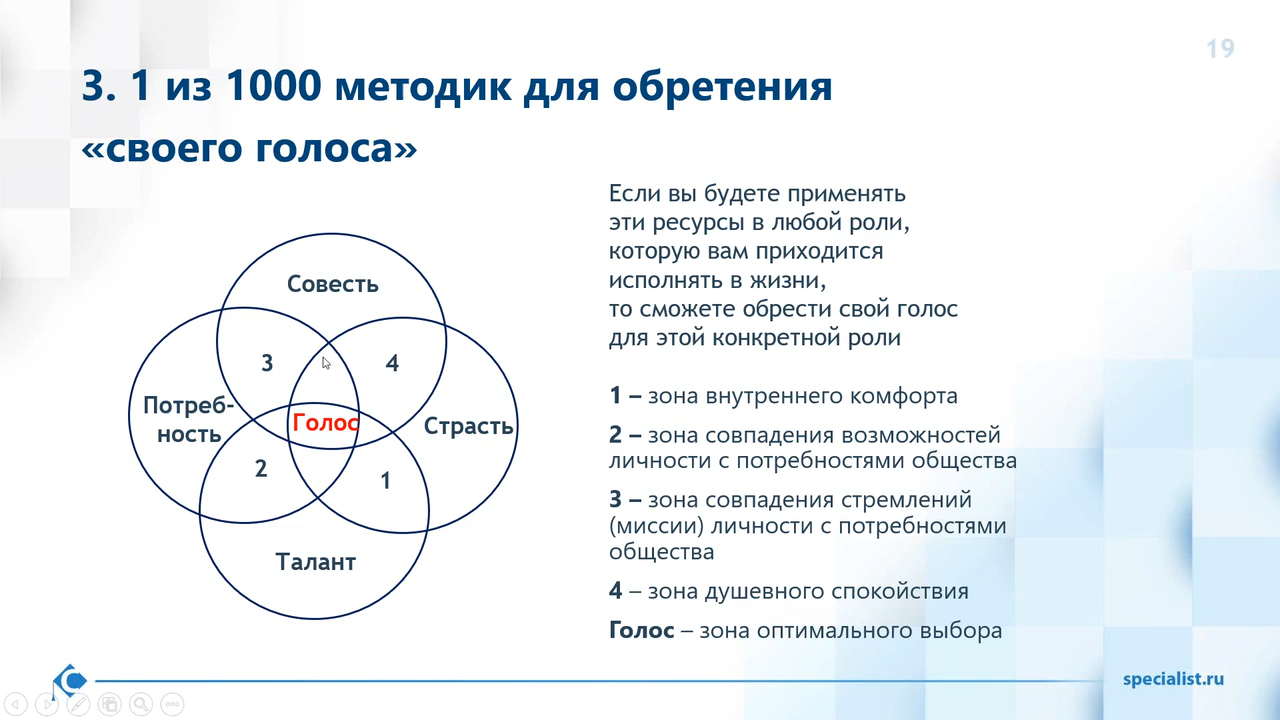 19
3. 1 из 1000 методик для обретения
«своего голоса»
Совесть
3
4
Потреб-
ность
Голос
Страсть
2
1
Талант
Если вы будете применять
эти ресурсы в любой роли,
которую вам приходится
исполнять в жизни,
то сможете обрести свой голос
для этой конкретной роли
1 – зона внутреннего комфорта
2 – зона совпадения возможностей
личности с потребностями общества
3 – зона совпадения стремлений
(миссии) личности с потребностями
общества
4 – зона душевного спокойствия
Голос – зона оптимального выбора
specialist.ru